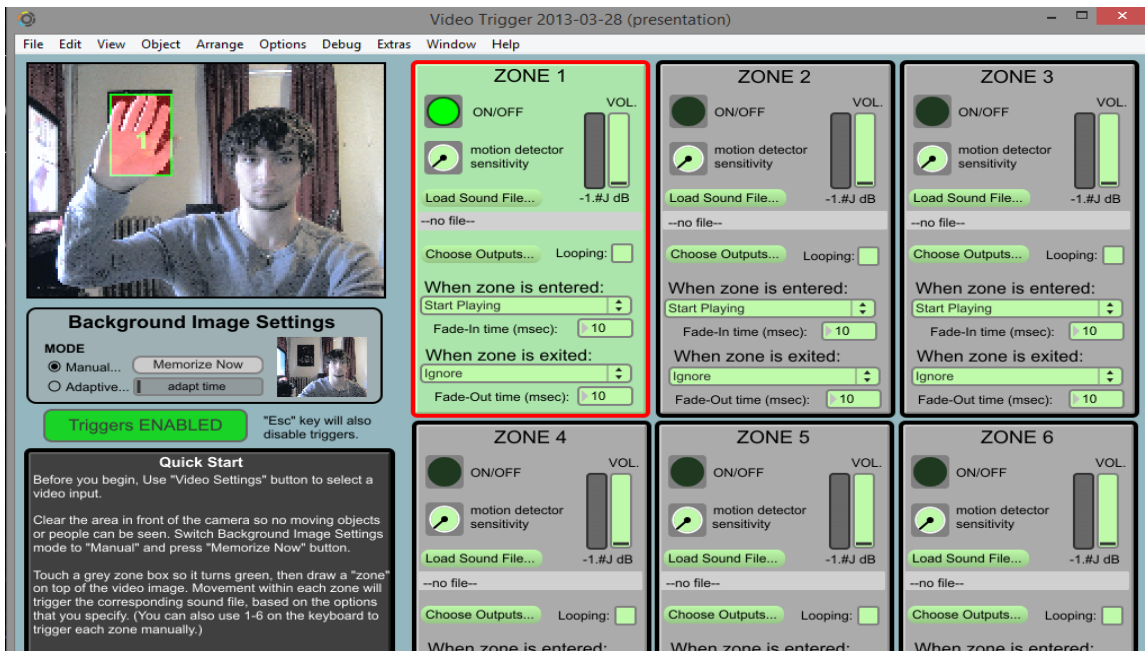 Video Trigger 2013-03-28 (presentation)
File Edit View Object Arrange Options Debug Extras Window Help
1
Background Image Settings
MODE
Manual... Memorize Now
Adaptive... adapt time
Triggers ENABLED
"Esc" key will also
disable triggers.
Quick Start
Before you begin, Use "Video Settings" button to select a
video input.
Clear the area in front of the camera so no moving objects
or people can be seen. Switch Background Image Settings
mode to "Manual" and press "Memorize Now" button.
Touch a grey zone box so it turns green, then draw a "zone"
on top of the video image. Movement within each zone will
trigger the corresponding sound file, based on the options
that you specify. (You can also use 1-6 on the keyboard to
trigger each zone manually.)
ZONE 1
ON/OFF
VOL.
motion detector
sensitivity
Load Sound File...
-1.#J dB
--no file--
Choose Outputs...
Looping:
When zone is entered:
Start Playing
Fade-In time (msec): 10
When zone is exited:
Ignore
Fade-Out time (msec): 10
ZONE 2
ON/OFF
VOL.
motion detector
sensitivity
Load Sound File...
-1.#J dB
--no file--
Choose Outputs...
Looping:
When zone is entered:
Start Playing
Fade-In time (msec): 10
When zone is exited:
Ignore
Fade-Out time (msec): 10
ZONE 3
ON/OFF
VOL.
motion detector
sensitivity
Load Sound File...
-1.#J dB
--no file--
Choose Outputs...
Looping:
When zone is entered:
Start Playing
Fade-In time (msec): 10
When zone is exited:
Ignore
Fade-Out time (msec): 10
ZONE 4
ON/OFF
VOL.
motion detector
sensitivity
Load Sound File...
-1.#J dB
--no file--
Choose Outputs...
Looping:
When zone is entered:
ZONE 5
ON/OFF
VOL.
motion detector
sensitivity
Load Sound File...
-1.#J dB
--no file--
Choose Outputs...
Looping:
When zone is entered:
ZONE 6
ON/OFF
VOL.
motion detector
sensitivity
Load Sound File...
-1.#J dB
--no file--
Choose Outputs...
Looping:
When zone is entered: